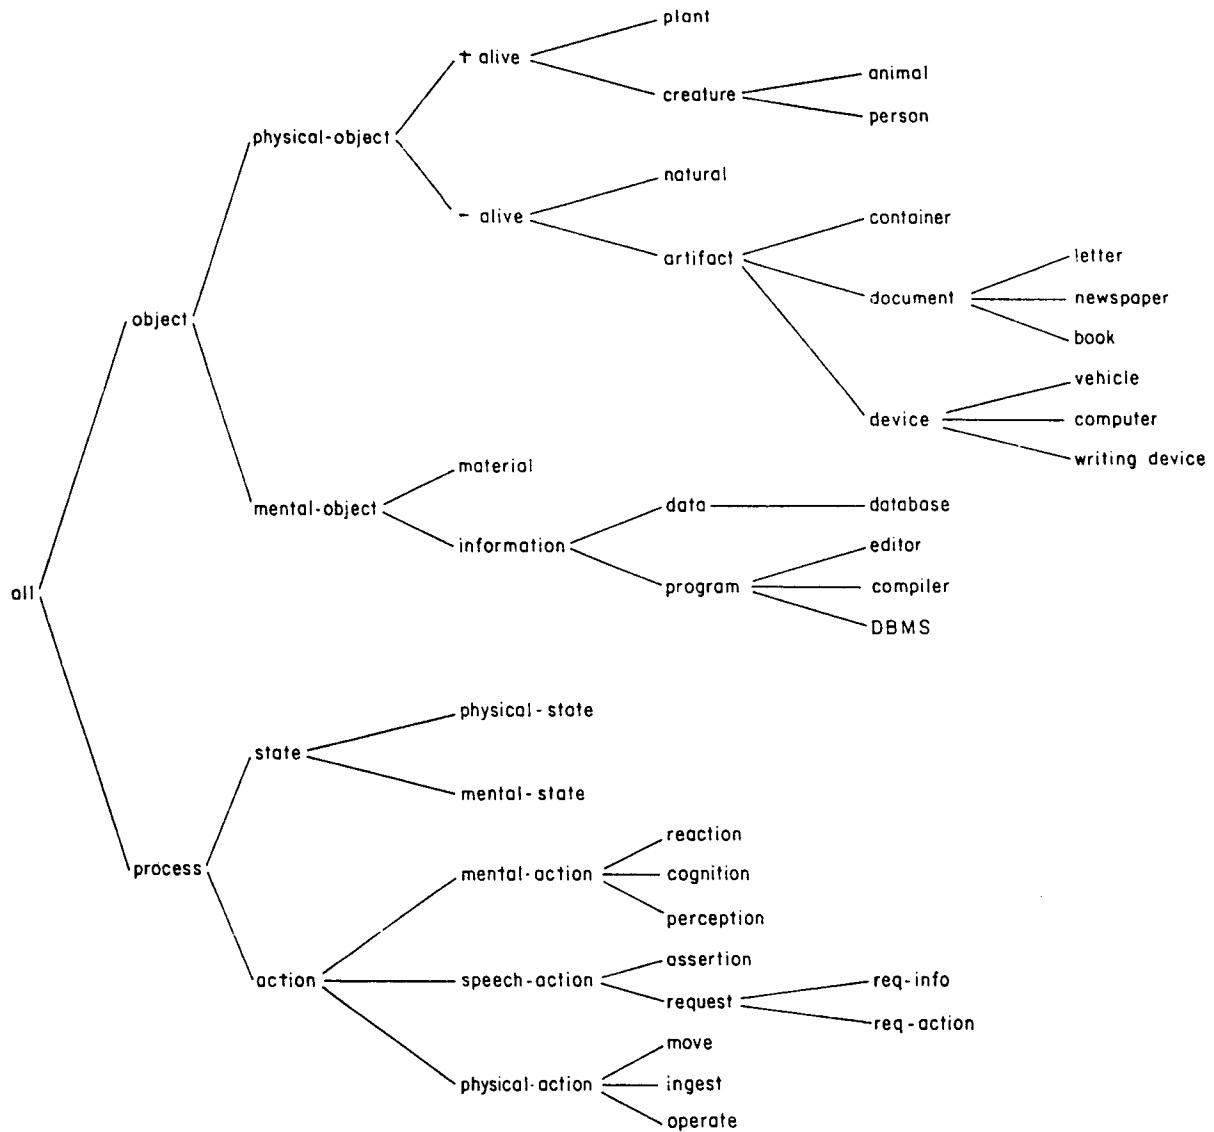 plant
+ alive
animal
creature
person
physical-object
natural
- alive
container
artifact
letter
document
newspaper
object
book
vehicle
device
computer
writing device
material
mental-object
data
database
information
editor
program
compiler
all
DBMS
physical-state
state
mental-state
reaction
process
mental-action
cognition
perception
assertion
action
speech-action
req-info
request
req-action
move
physical-action
ingest
operate